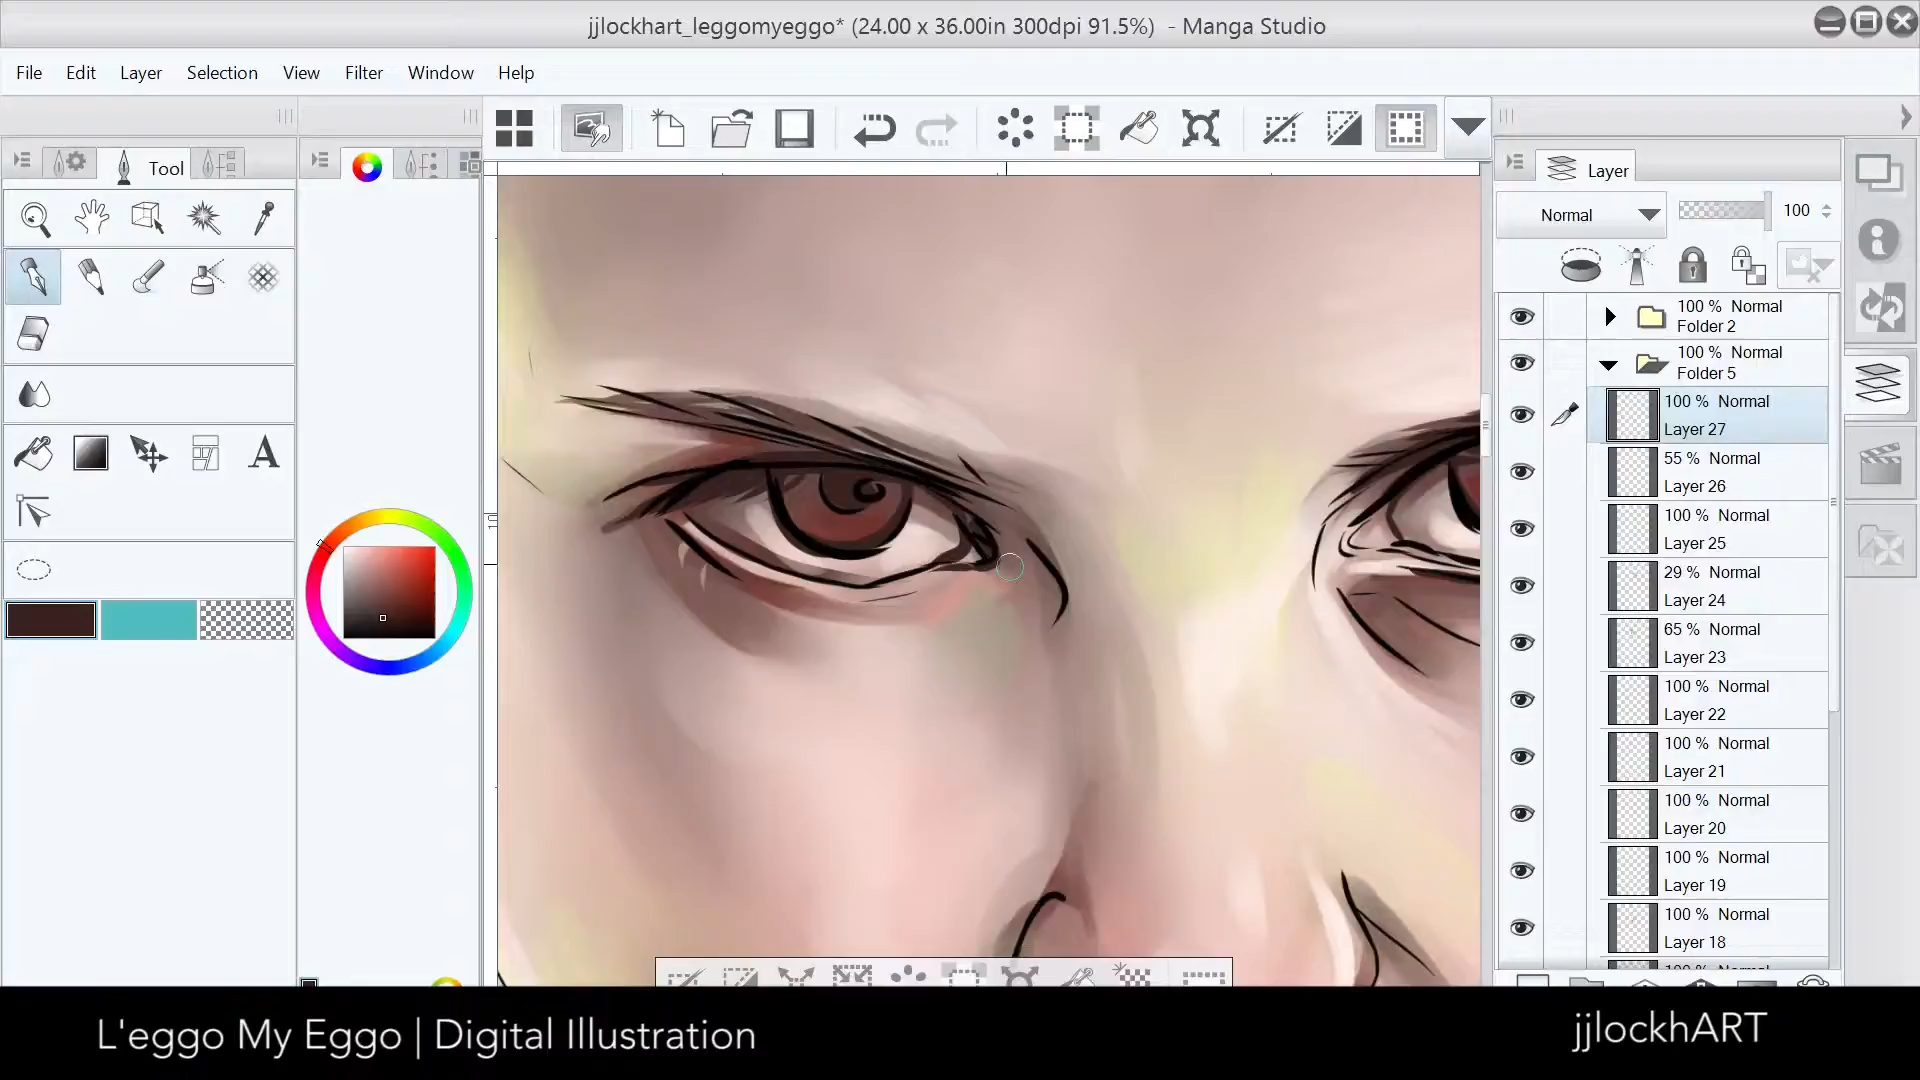 jjlockhart_leggomyeggo* (24.00 x 36.00in 300dpi 91.5%) - Manga Studio
File Edit Layer Selection View Filter Window Help
Tool
Layer
Normal 100
100 % Normal
Folder 2
100 % Normal
Folder 5
100 % Normal
Layer 27
55 % Normal
Layer 26
100 % Normal
Layer 25
29 % Normal
Layer 24
65 % Normal
Layer 23
100 % Normal
Layer 22
100 % Normal
Layer 21
100 % Normal
Layer 20
100 % Normal
Layer 19
100 % Normal
Layer 18
L'eggo My Eggo | Digital Illustration
jjlockhART